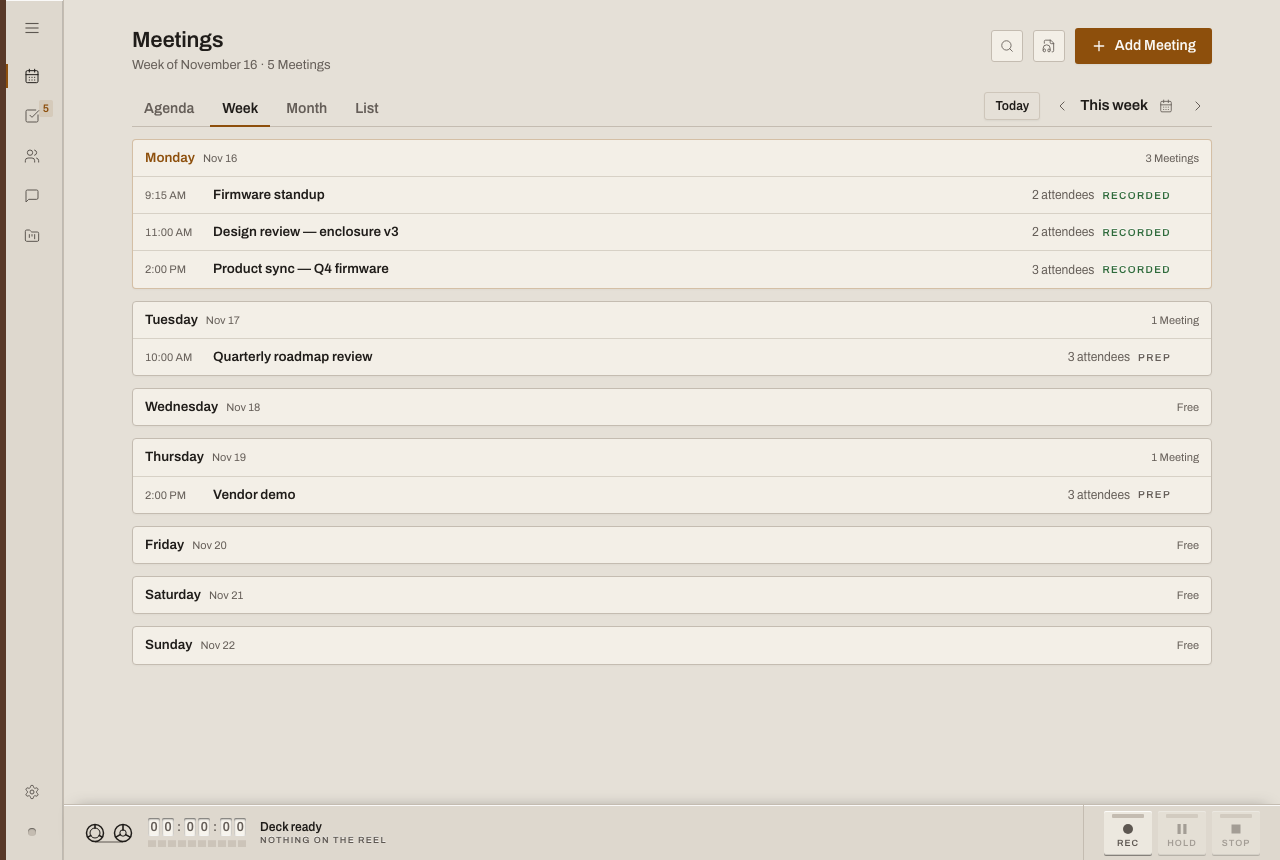 Meetings
Week of November 16 · 5 Meetings
Add Meeting
5
Agenda Week Month List
Today This week
Monday Nov 16 3 Meetings
9:15 AM Firmware standup 2 attendees RECORDED
11:00 AM Design review — enclosure v3 2 attendees RECORDED
2:00 PM Product sync — Q4 firmware 3 attendees RECORDED
Tuesday Nov 17 1 Meeting
10:00 AM Quarterly roadmap review 3 attendees PREP
Wednesday Nov 18 Free
Thursday Nov 19 1 Meeting
2:00 PM Vendor demo 3 attendees PREP
Friday Nov 20 Free
Saturday Nov 21 Free
Sunday Nov 22 Free
00:00:00 Deck ready
NOTHING ON THE REEL
REC HOLD STOP